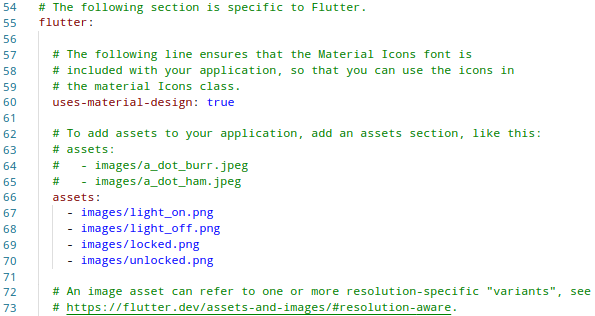 54 # The following section is specific to Flutter.
55 flutter:
56
57 # The following line ensures that the Material Icons font is
58 # included with your application, so that you can use the icons in
59 # the material Icons class.
60 uses-material-design: true
61
62 # To add assets to your application, add an assets section, like this:
63 # assets:
64 #   - images/a_dot_burr.jpeg
65 #   - images/a_dot_ham.jpeg
66 assets:
67 - images/light_on.png
68 - images/light_off.png
69 - images/locked.png
70 - images/unlocked.png
71
72 # An image asset can refer to one or more resolution-specific "variants", see
73 # https://flutter.dev/assets-and-images/#resolution-aware.